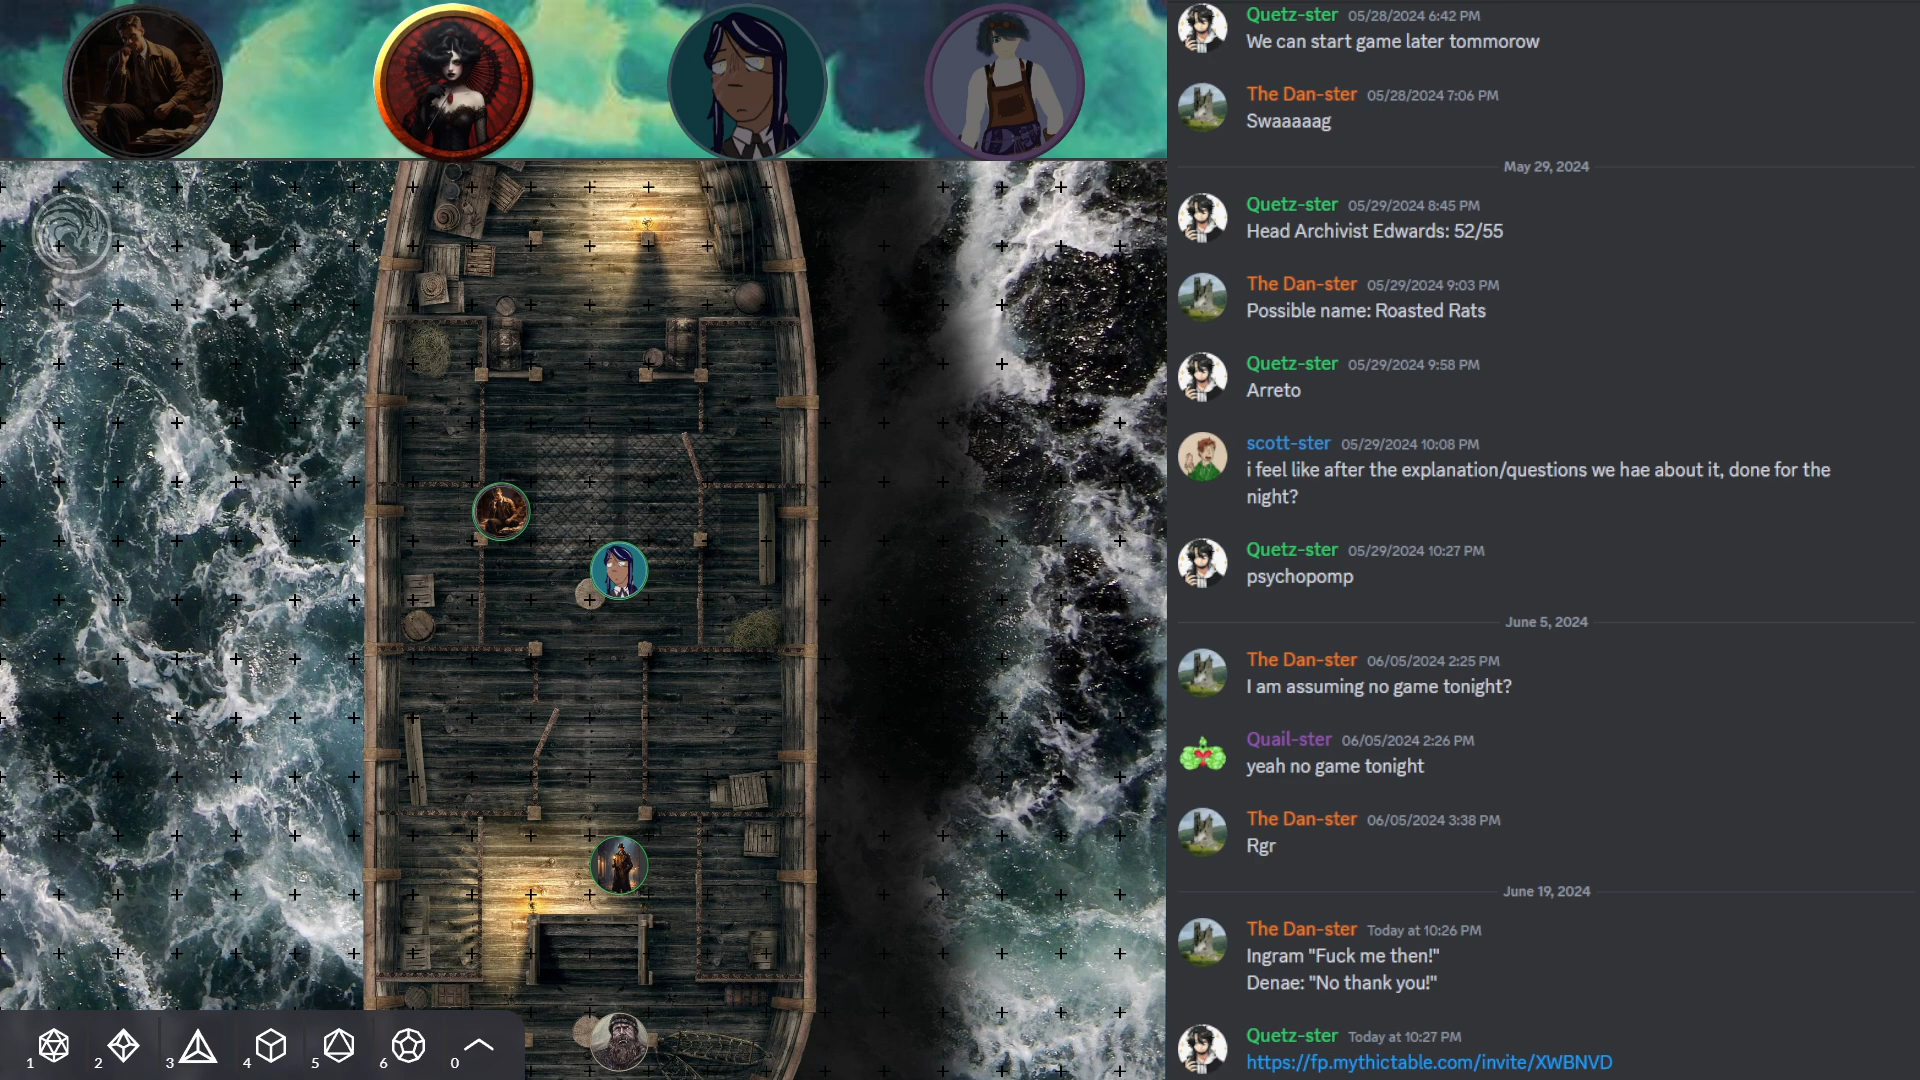 Quetz-ster 05/28/2024 6:42 PM
We can start game later tommorow
The Dan-ster 05/28/2024 7:06 PM
Swaaaaag
May 29, 2024
Quetz-ster 05/29/2024 8:45 PM
Head Archivist Edwards: 52/55
The Dan-ster 05/29/2024 9:03 PM
Possible name: Roasted Rats
Quetz-ster 05/29/2024 9:58 PM
Arreto
scott-ster 05/29/2024 10:08 PM
i feel like after the explanation/questions we hae about it, done for the
night?
Quetz-ster 05/29/2024 10:27 PM
psychopomp
June 5, 2024
The Dan-ster 06/05/2024 2:25 PM
I am assuming no game tonight?
Quail-ster 06/05/2024 2:26 PM
yeah no game tonight
The Dan-ster 06/05/2024 3:38 PM
Rgr
June 19, 2024
The Dan-ster Today at 10:26 PM
Ingram "Fuck me then!"
Denae: "No thank you!"
Quetz-ster Today at 10:27 PM
https://fp.mythictable.com/invite/XWBNVD
1 2 3 4 5 6 0